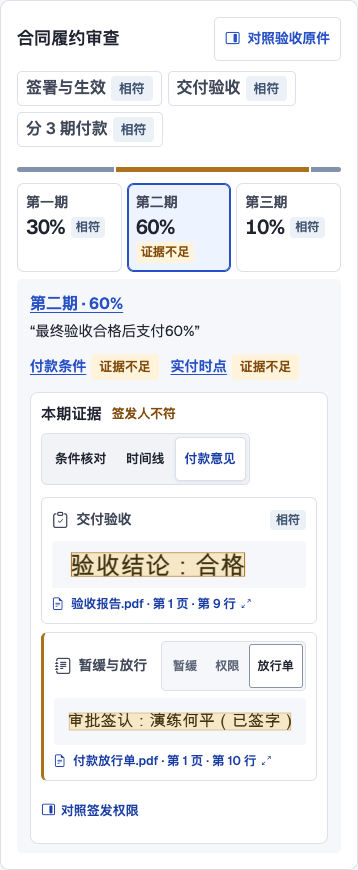 合同履约审查
对照验收原件
签署与生效 相符
交付验收 相符
分 3 期付款 相符
第一期
30% 相符
第二期
60%
证据不足
第三期
10% 相符
第二期 · 60%
“最终验收合格后支付60%”
付款条件 证据不足 实付时点 证据不足
本期证据 签发人不符
条件核对 时间线 付款意见
交付验收 相符
验收结论：合格
验收报告.pdf · 第 1 页 · 第 9 行
暂缓与放行 暂缓 权限 放行单
审批签认：演练何平（已签字）
付款放行单.pdf · 第 1 页 · 第 10 行
对照签发权限